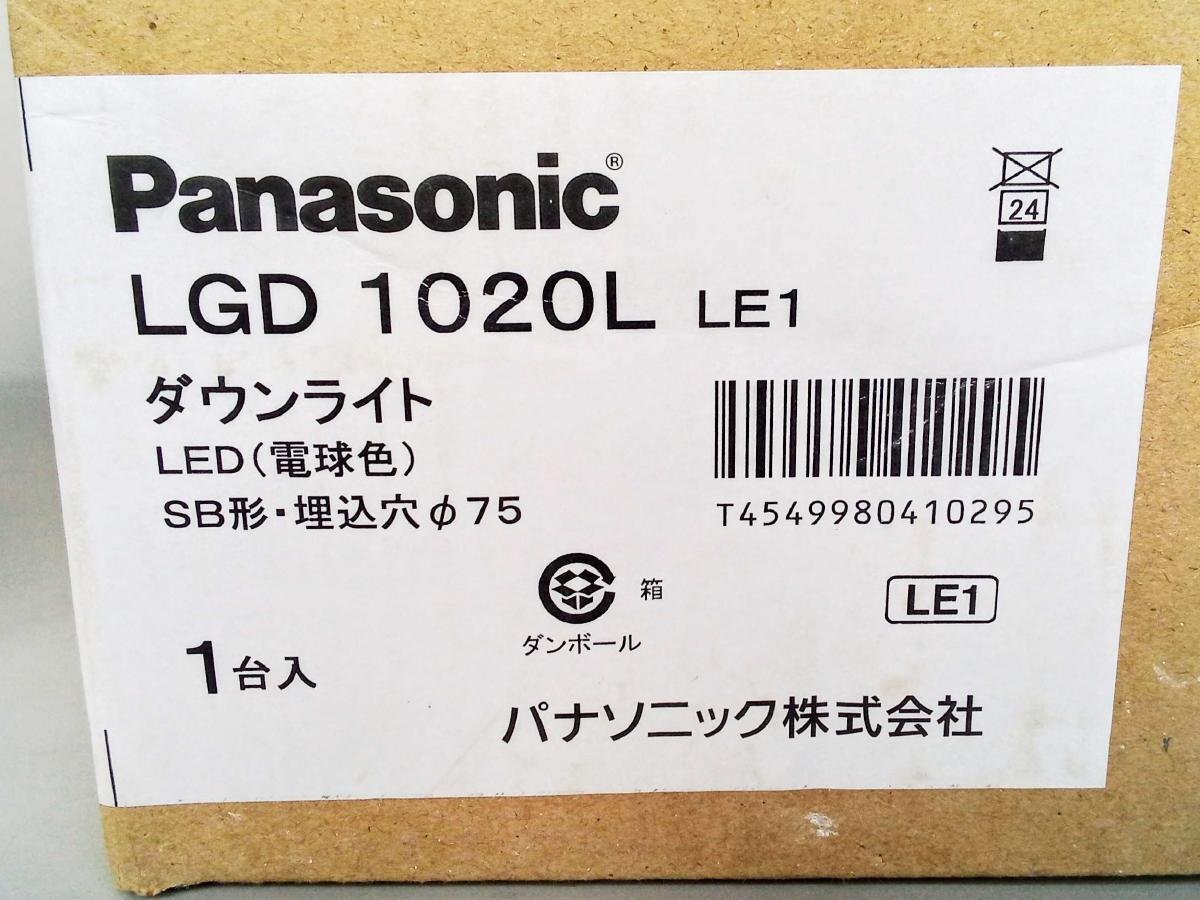 Panasonic®
24
LGD 1020L LE1
ダウンライト
LED(電球色)
SB形・埋込穴φ75
T4549980410295
箱
ダンボール
LE1
1台入
パナソニック株式会社